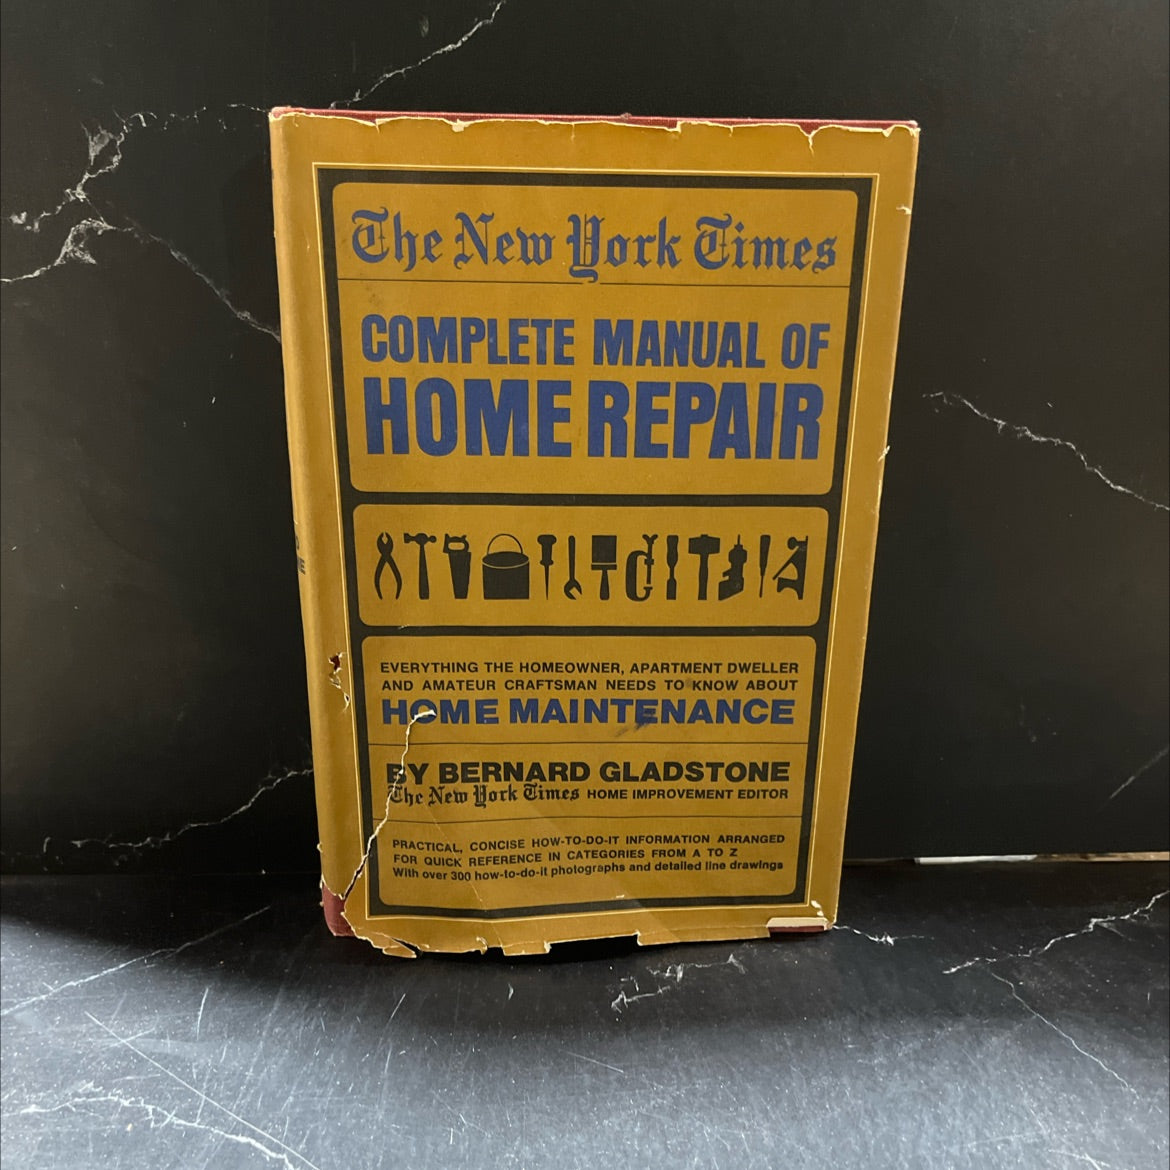 The New York Times
COMPLETE MANUAL OF
HOME REPAIR
EVERYTHING THE HOMEOWNER, APARTMENT DWELLER
AND AMATEUR CRAFTSMAN NEEDS TO KNOW ABOUT
HOME MAINTENANCE
BY BERNARD GLADSTONE
The New York Times HOME IMPROVEMENT EDITOR
PRACTICAL, CONCISE HOW-TO-DO-IT INFORMATION ARRANGED
FOR QUICK REFERENCE IN CATEGORIES FROM A TO Z
With over 300 how-to-do-it photographs and detailed line drawings